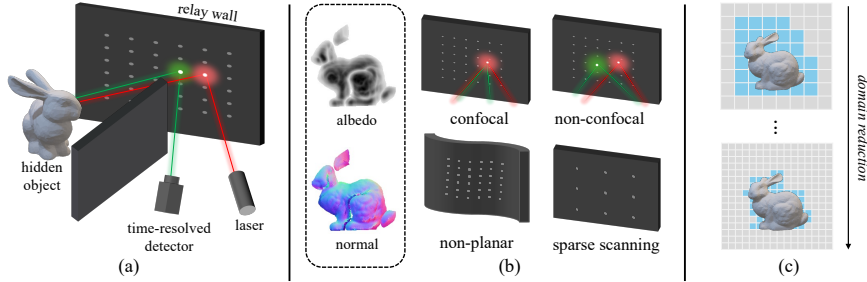 relay wall
hidden
object
time-resolved
detector
laser
(a)
albedo
normal
confocal
non-confocal
non-planar
sparse scanning
(b)
domain reduction
(c)